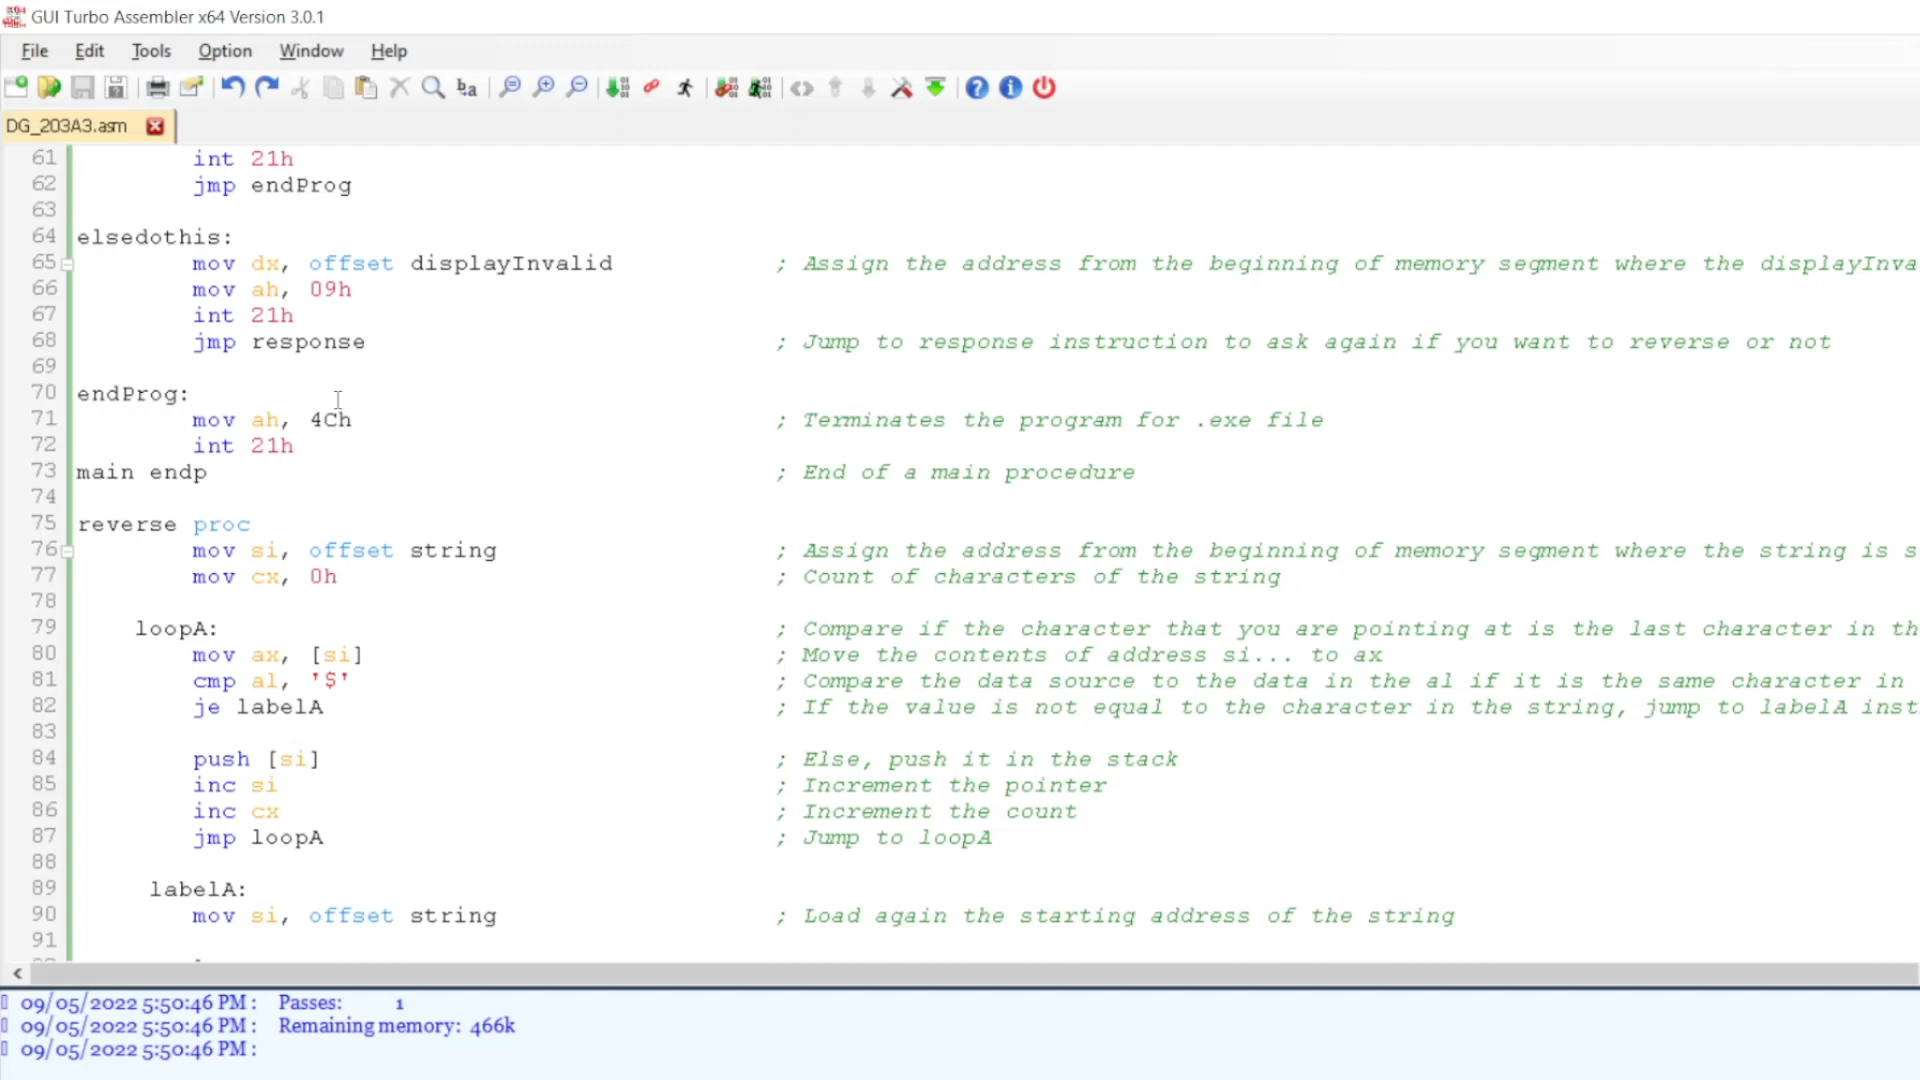 GUI Turbo Assembler x64 Version 3.0.1
File Edit Tools Option Window Help
DG_203A3.asm
61 int 21h
62 jmp endProg
63
64 elsedothis:
65 mov dx, offset displayInvalid ; Assign the address from the beginning of memory segment where the displayInva
66 mov ah, 09h
67 int 21h
68 jmp response ; Jump to response instruction to ask again if you want to reverse or not
69
70 endProg:
71 mov ah, 4Ch ; Terminates the program for .exe file
72 int 21h
73 main endp ; End of a main procedure
74
75 reverse proc
76 mov si, offset string ; Assign the address from the beginning of memory segment where the string is s
77 mov cx, 0h ; Count of characters of the string
78
79 loopA: ; Compare if the character that you are pointing at is the last character in th
80 mov ax, [si] ; Move the contents of address si... to ax
81 cmp al, '$' ; Compare the data source to the data in the al if it is the same character in
82 je labelA ; If the value is not equal to the character in the string, jump to labelA inst
83
84 push [si] ; Else, push it in the stack
85 inc si ; Increment the pointer
86 inc cx ; Increment the count
87 jmp loopA ; Jump to loopA
88
89 labelA:
90 mov si, offset string ; Load again the starting address of the string
91
09/05/2022 5:50:46 PM : Passes: 1
09/05/2022 5:50:46 PM : Remaining memory: 466k
09/05/2022 5:50:46 PM :